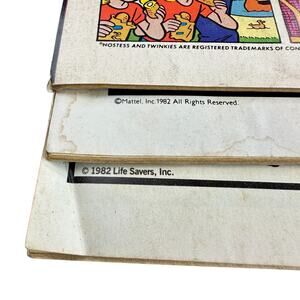 *HOSTESS AND TWINKIES ARE REGISTERED TRADEMARKS OF CON
©Mattel, Inc. 1982 All Rights Reserved.
© 1982 Life Savers, Inc.